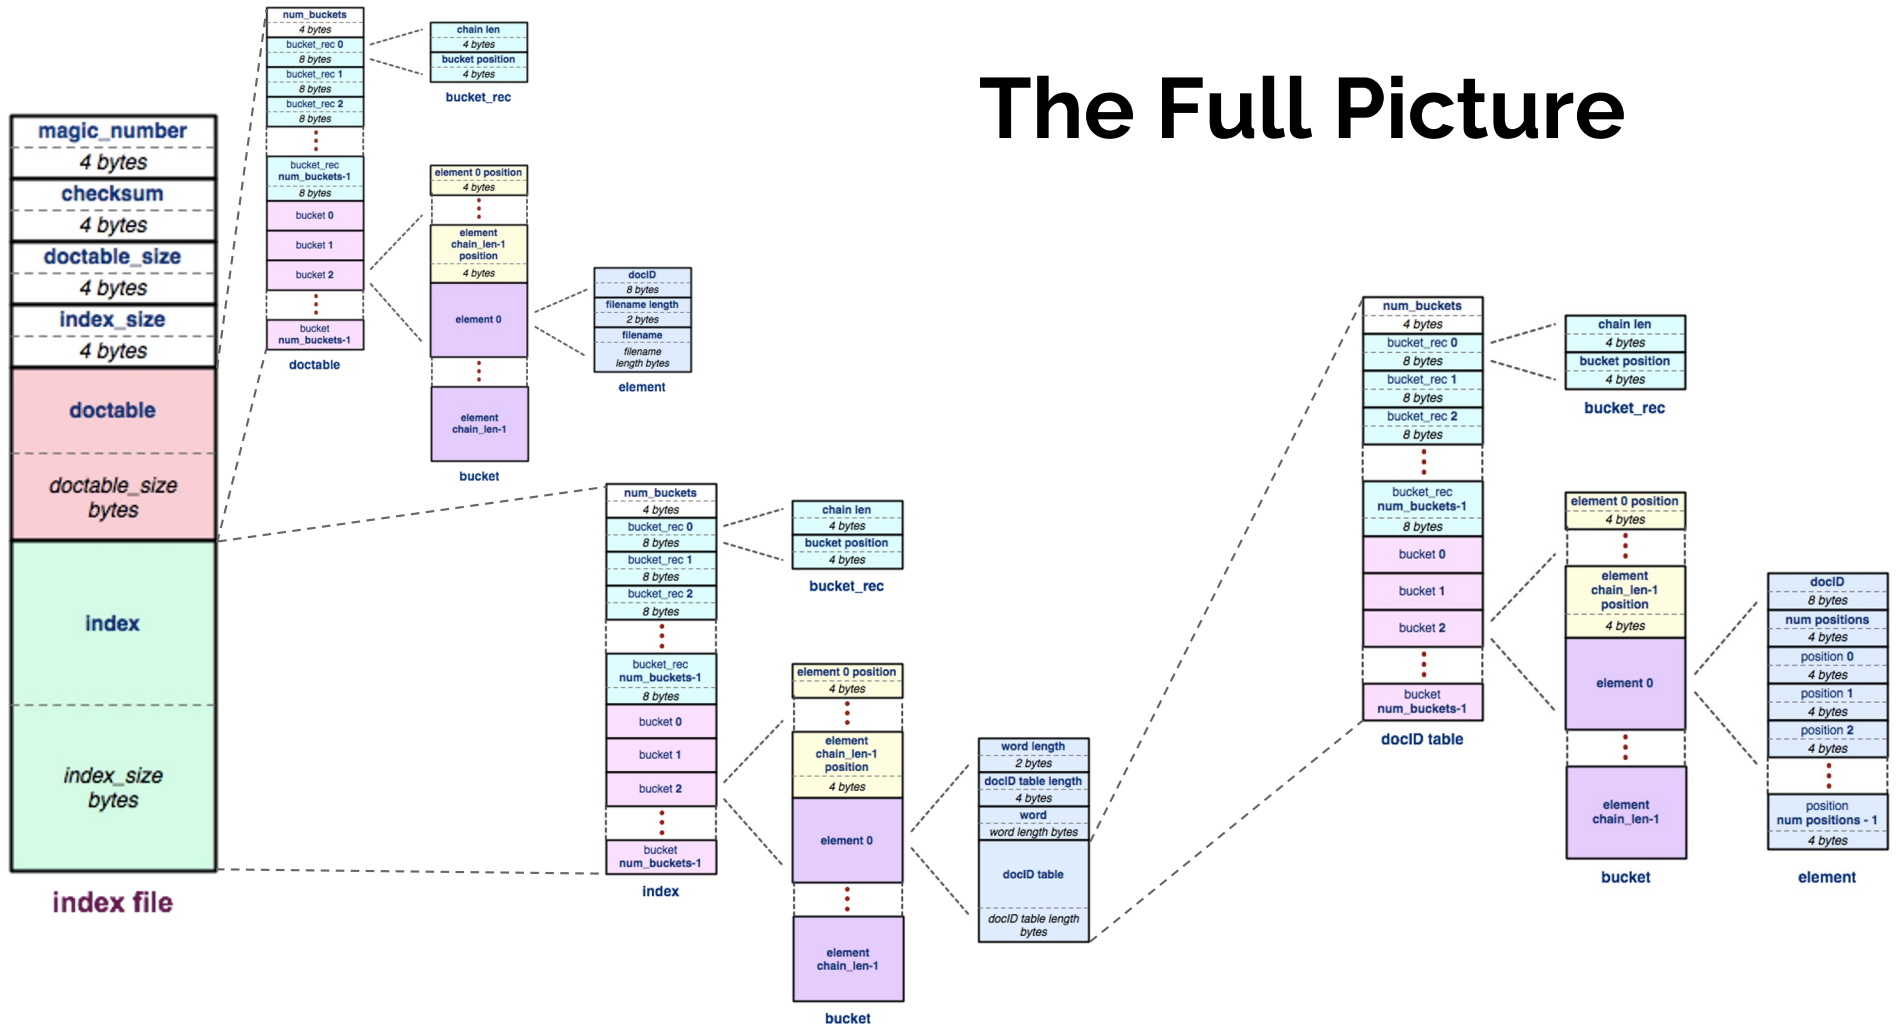 The Full Picture
magic_number
4 bytes
checksum
4 bytes
doctable_size
4 bytes
index_size
4 bytes
doctable
doctable_size
bytes
index
index_size
bytes
index file
num_buckets
4 bytes
bucket_rec 0
8 bytes
bucket_rec 1
8 bytes
bucket_rec 2
8 bytes
bucket_rec
num_buckets-1
8 bytes
bucket 0
bucket 1
bucket 2
bucket
num_buckets-1
doctable
chain len
4 bytes
bucket position
4 bytes
bucket_rec
element 0 position
4 bytes
element
chain_len-1
position
4 bytes
element 0
element
chain_len-1
bucket
docID
8 bytes
filename length
2 bytes
filename
filename
length bytes
element
num_buckets
4 bytes
bucket_rec 0
8 bytes
bucket_rec 1
8 bytes
bucket_rec 2
8 bytes
bucket_rec
num_buckets-1
8 bytes
bucket 0
bucket 1
bucket 2
bucket
num_buckets-1
index
chain len
4 bytes
bucket position
4 bytes
bucket_rec
element 0 position
4 bytes
element
chain_len-1
position
4 bytes
element 0
element
chain_len-1
bucket
word length
2 bytes
docID table length
4 bytes
word
word length bytes
docID table
docID table length
bytes
num_buckets
4 bytes
bucket_rec 0
8 bytes
bucket_rec 1
8 bytes
bucket_rec 2
8 bytes
bucket_rec
num_buckets-1
8 bytes
bucket 0
bucket 1
bucket 2
bucket
num_buckets-1
docID table
chain len
4 bytes
bucket position
4 bytes
bucket_rec
element 0 position
4 bytes
element
chain_len-1
position
4 bytes
element 0
element
chain_len-1
bucket
docID
8 bytes
num positions
4 bytes
position 0
4 bytes
position 1
4 bytes
position 2
4 bytes
position
num positions - 1
4 bytes
element